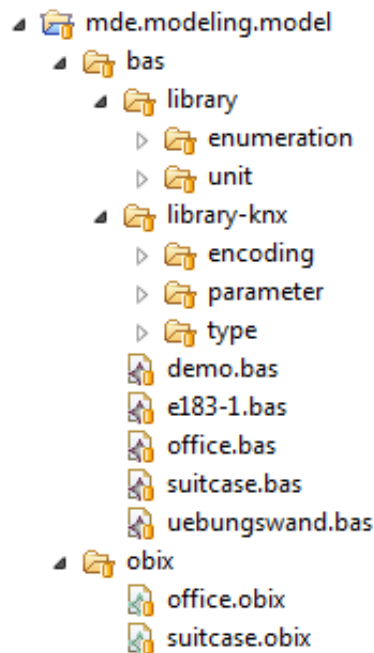 mde.modeling.model
bas
library
enumeration
unit
library-knx
encoding
parameter
type
demo.bas
e183-1.bas
office.bas
suitcase.bas
uebungswand.bas
obix
office.obix
suitcase.obix